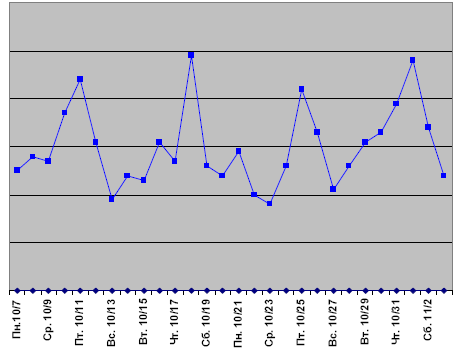 Пн.10/7
Ср. 10/9
Пт. 10/11
Вс. 10/13
Вт. 10/15
Чт. 10/17
Сб. 10/19
Пн. 10/21
Ср. 10/23
Пт. 10/25
Вс. 10/27
Вт. 10/29
Чт. 10/31
Сб. 11/2